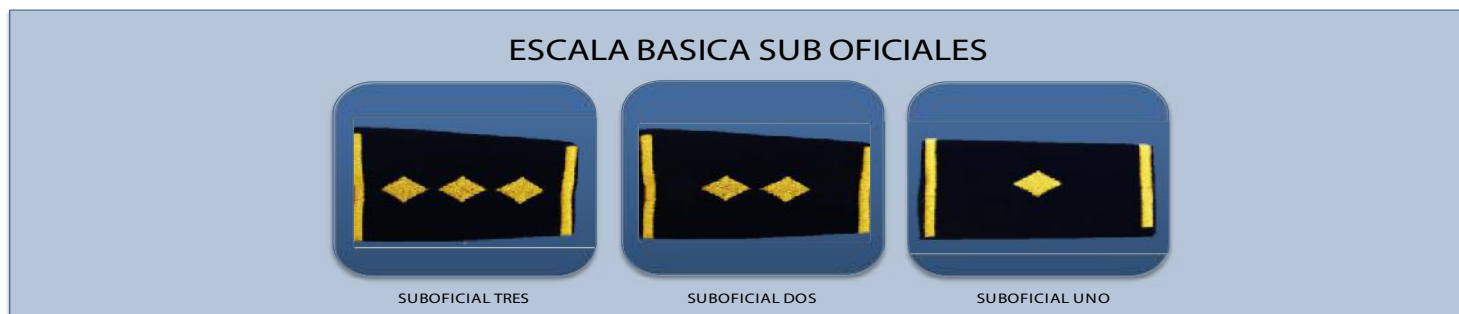 ESCALA BASICA SUB OFICIALES
SUBOFICIAL TRES
SUBOFICIAL DOS
SUBOFICIAL UNO